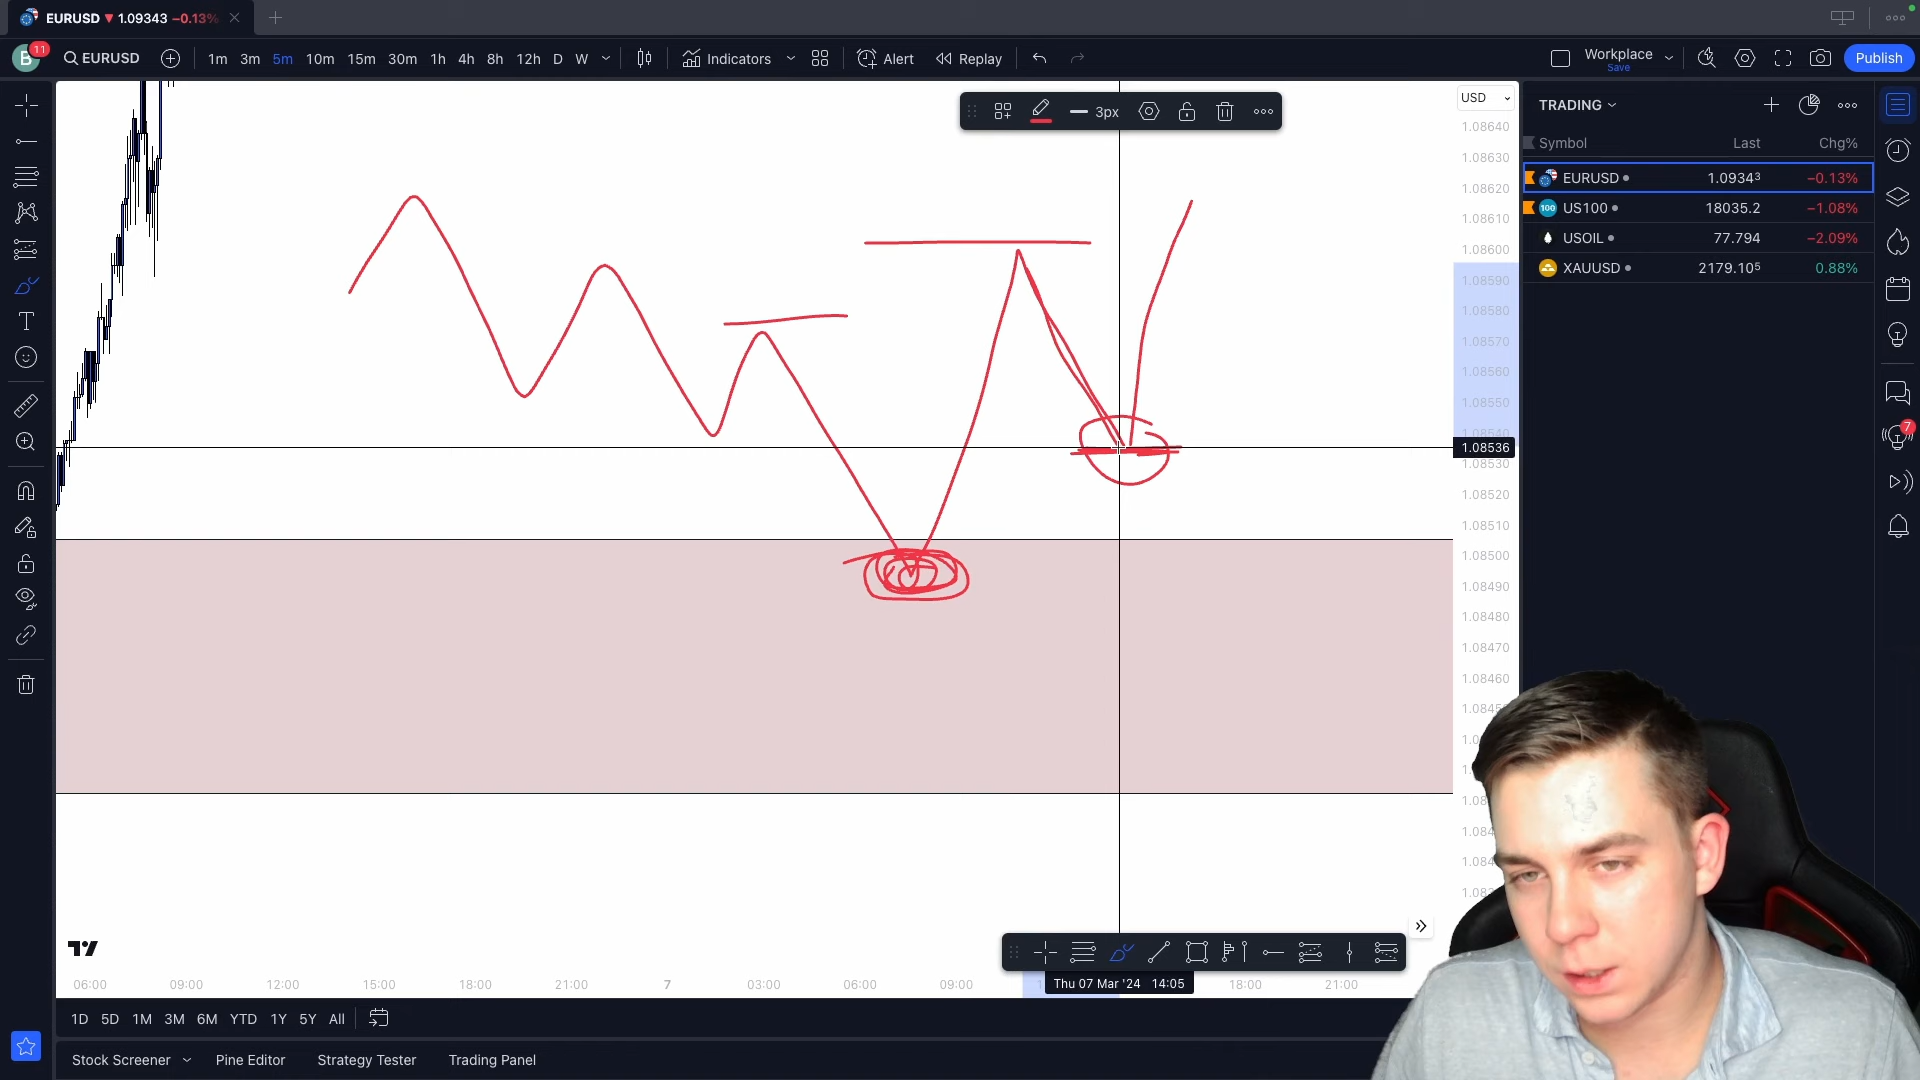 EURUSD ▼ 1.09343 −0.13%
B 11 EURUSD 1m 3m 5m 10m 15m 30m 1h 4h 8h 12h D W Indicators Alert Replay Workplace Save Publish
3px
USD
TRADING
Symbol Last Chg%
EURUSD 1.09343 −0.13%
100 US100 18035.2 −1.08%
USOIL 77.794 −2.09%
XAUUSD 2179.105 0.88%
7
1.08640
1.08630
1.08620
1.08610
1.08600
1.08590
1.08580
1.08570
1.08560
1.08550
1.08536
1.08530
1.08520
1.08510
1.08500
1.08490
1.08480
1.08470
1.08460
06:00 09:00 12:00 15:00 18:00 21:00 7 03:00 06:00 09:00 Thu 07 Mar '24 14:05 18:00 21:00
1D 5D 1M 3M 6M YTD 1Y 5Y All
Stock Screener Pine Editor Strategy Tester Trading Panel